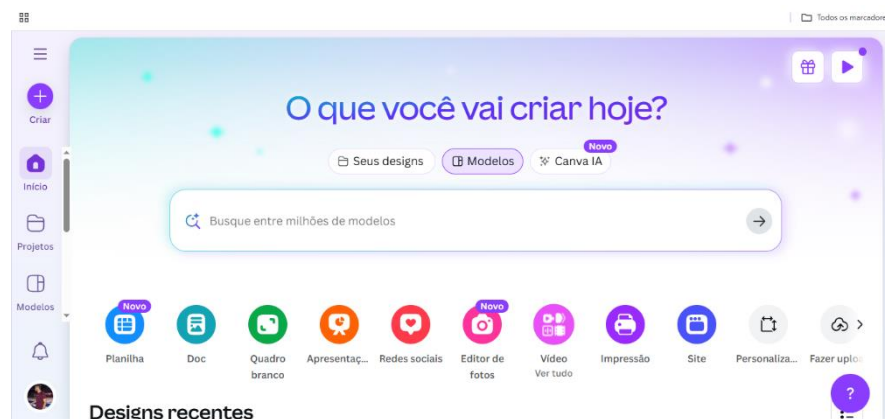 Todos os marcadore
Criar
Início
Projetos
Modelos
O que você vai criar hoje?
Seus designs
Modelos
Canva IA
Novo
Busque entre milhões de modelos
Novo
Planilha
Doc
Quadro
branco
Apresentaç...
Redes sociais
Novo
Editor de
fotos
Vídeo
Ver tudo
Impressão
Site
Personaliza...
Fazer uploa
?
Designs recentes